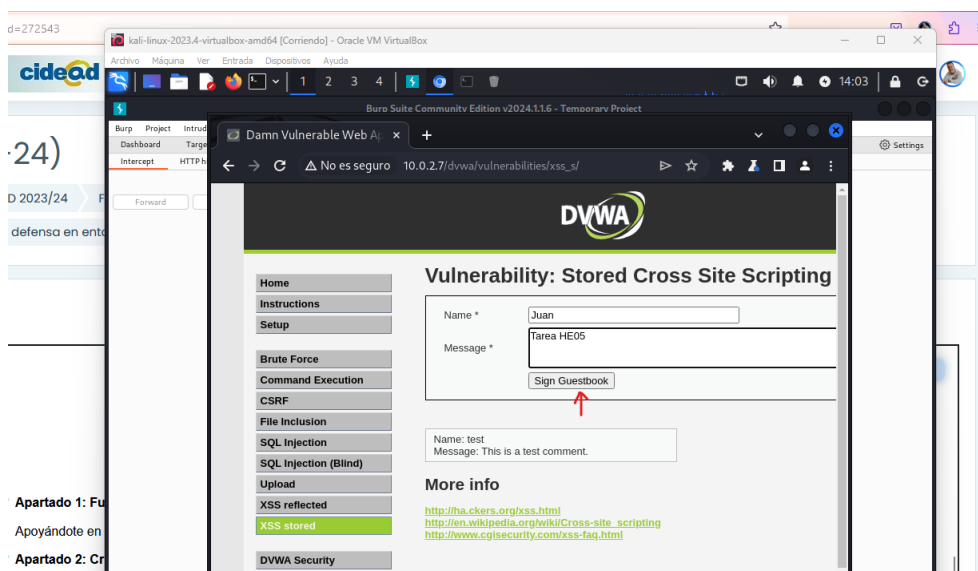 d=272543
kali-linux-2023.4-virtualbox-amd64 [Corriendo] - Oracle VM VirtualBox
Archivo Máquina Ver Entrada Dispositivos Ayuda
cidead
1 2 3 4
14:03
Burp Suite Community Edition v2024.1.1.6 - Temporary Project
Burp Project Intrud
Damn Vulnerable Web Ap
Dashboard Targe
Settings
Intercept HTTP h
-24)
No es seguro 10.0.2.7/dvwa/vulnerabilities/xss_s/
D 2023/24 F
Forward
DVWA
defensa en ento
Vulnerability: Stored Cross Site Scripting
Home
Instructions
Setup
Brute Force
Command Execution
CSRF
File Inclusion
SQL Injection
SQL Injection (Blind)
Upload
XSS reflected
XSS stored
DVWA Security
Name * Juan
Message * Tarea HE05
Sign Guestbook
Name: test
Message: This is a test comment.
More info
http://ha.ckers.org/xss.html
http://en.wikipedia.org/wiki/Cross-site_scripting
http://www.cgisecurity.com/xss-faq.html
Apartado 1: Fu
Apoyándote en
Apartado 2: Cr